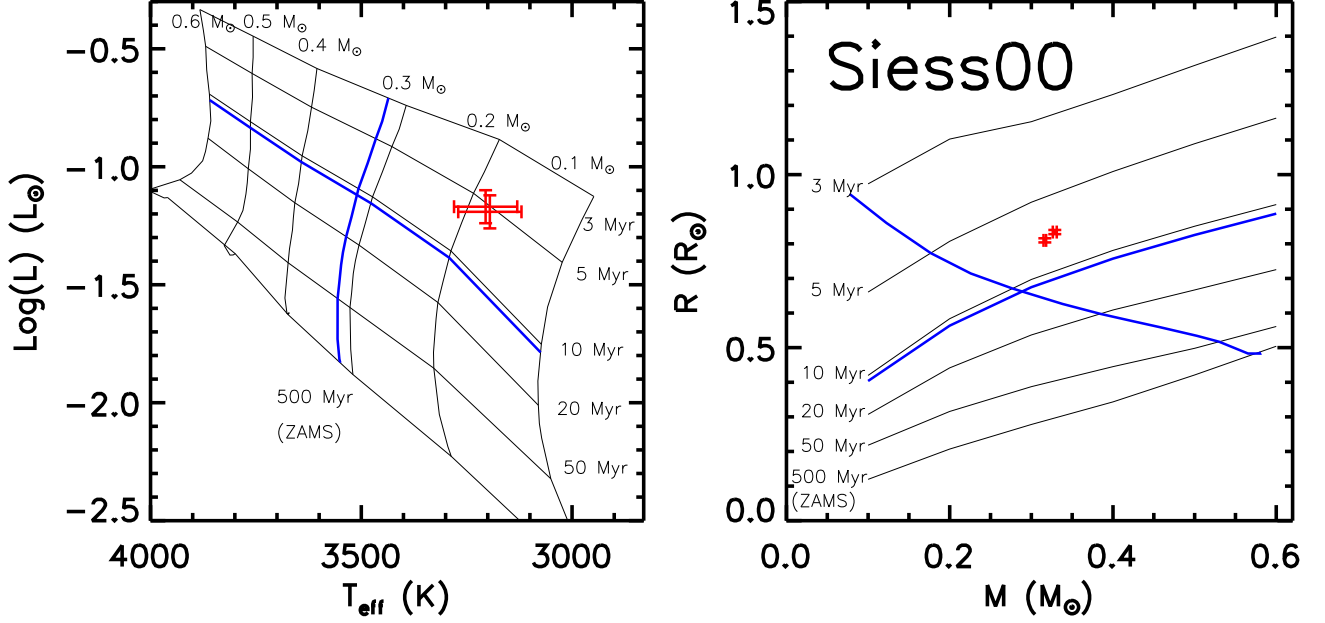 0.6 M⊙ 0.5 M⊙
0.4 M⊙
0.3 M⊙
0.2 M⊙
0.1 M⊙
3 Myr
5 Myr
10 Myr
20 Myr
50 Myr
500 Myr
(ZAMS)
−0.5
−1.0
−1.5
−2.0
−2.5
4000
3500
3000
Log(L) (L⊙)
Teff (K)
Siess00
3 Myr
5 Myr
10 Myr
20 Myr
50 Myr
500 Myr
(ZAMS)
1.5
1.0
0.5
0.0
0.0
0.2
0.4
0.6
R (R⊙)
M (M⊙)